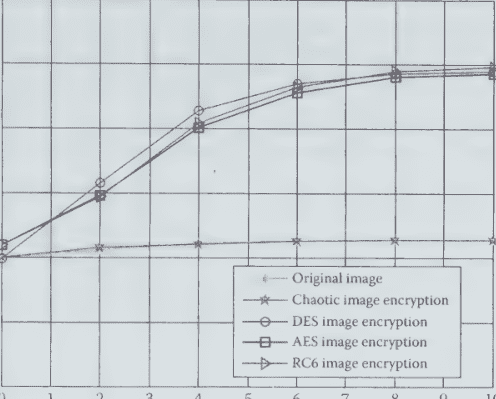 Original image
Chaotic image encryption
DES image encryption
AES image encryption
RC6 image encryption
0 1 2 3 4 5 6 7 8 9